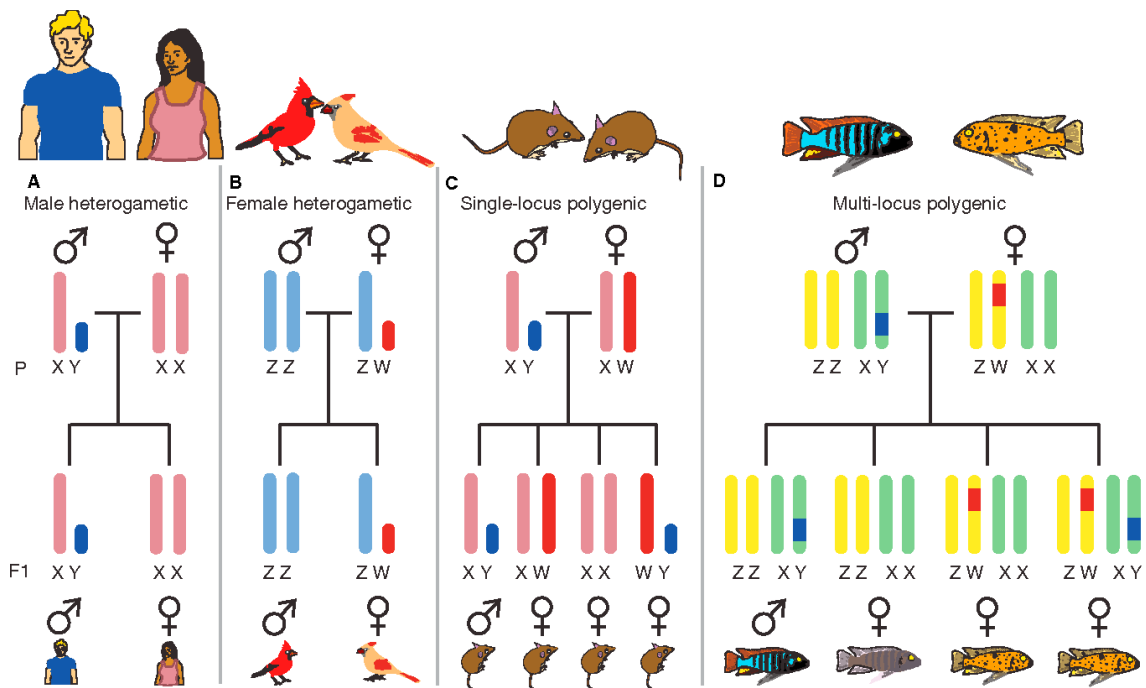 A
Male heterogametic
B
Female heterogametic
C
Single-locus polygenic
D
Multi-locus polygenic
♂ ♀ ♂ ♀ ♂ ♀ ♂ ♀
P X Y X X Z Z Z W X Y X W Z Z X Y Z W X X
F1 X Y X X Z Z Z W X Y X W X X W Y Z Z X Y Z Z X X Z W X X Z W X Y
♂ ♀ ♂ ♀ ♂ ♀ ♀ ♀ ♂ ♀ ♀ ♀